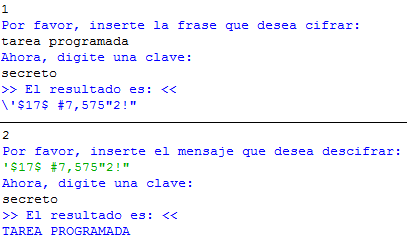 1
Por favor, inserte la frase que desea cifrar:
tarea programada
Ahora, digite una clave:
secreto
>> El resultado es: <<
\'$17$ #7,575"2!"
2
Por favor, inserte el mensaje que desea descifrar:
'$17$ #7,575"2!"
Ahora, digite una clave:
secreto
>> El resultado es: <<
TAREA PROGRAMADA